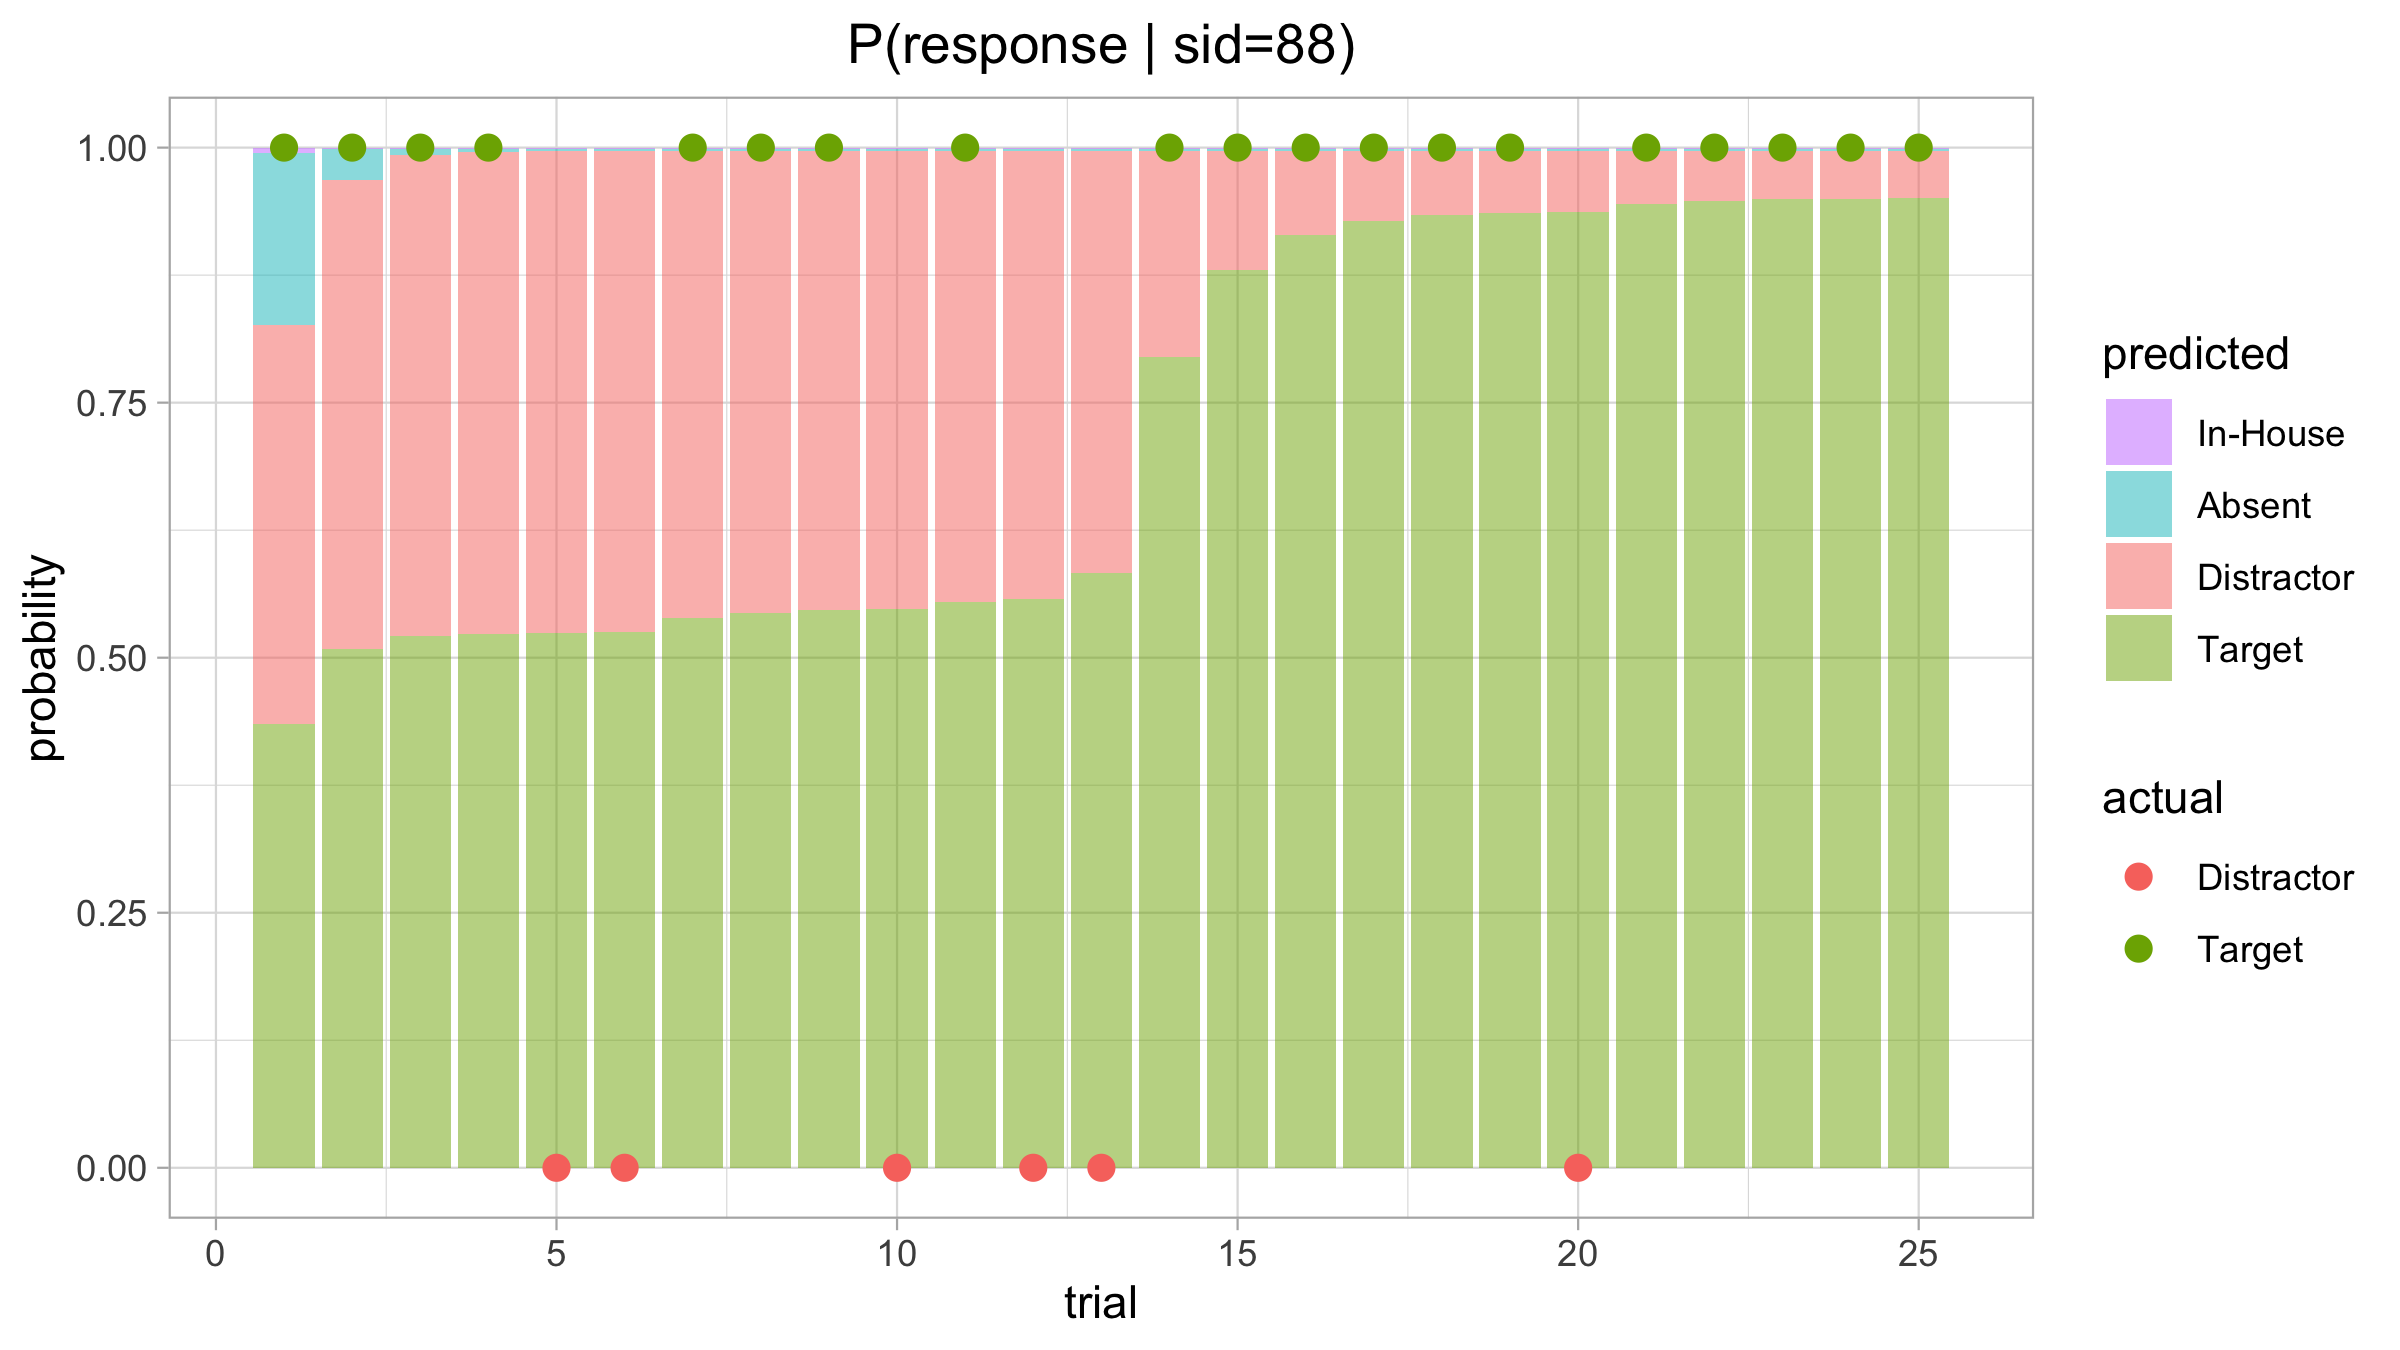 P(response | sid=88)
1.00
0.75
0.50
0.25
0.00
probability
0 5 10 15 20 25
trial
predicted
In-House
Absent
Distractor
Target
actual
Distractor
Target